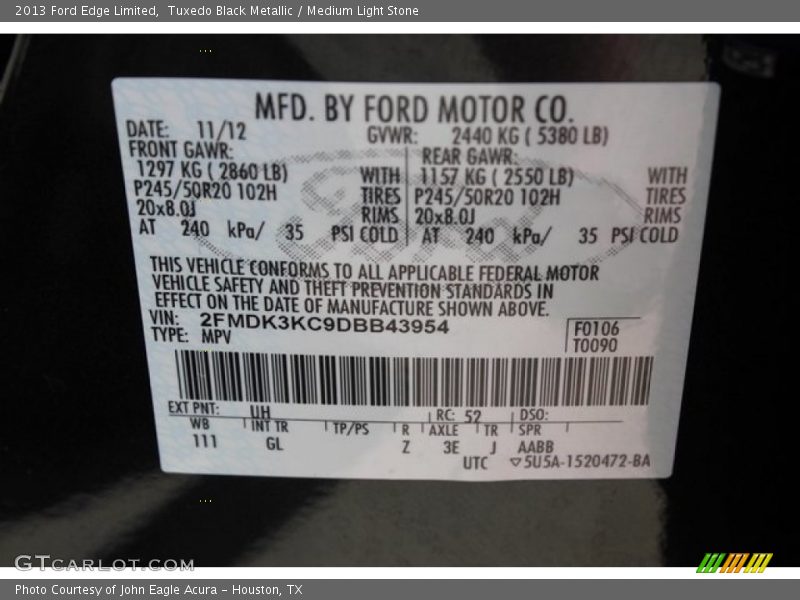 2013 Ford Edge Limited,  Tuxedo Black Metallic / Medium Light Stone
MFD. BY FORD MOTOR CO.
DATE: 11/12 GVWR: 2440 KG ( 5380 LB)
FRONT GAWR: REAR GAWR:
1297 KG ( 2860 LB) WITH 1157 KG ( 2550 LB) WITH
P245/50R20 102H TIRES P245/50R20 102H TIRES
20x8.0J RIMS 20x8.0J RIMS
AT 240 kPa/ 35 PSI COLD AT 240 kPa/ 35 PSI COLD
THIS VEHICLE CONFORMS TO ALL APPLICABLE FEDERAL MOTOR
VEHICLE SAFETY AND THEFT PREVENTION STANDARDS IN
EFFECT ON THE DATE OF MANUFACTURE SHOWN ABOVE.
VIN: 2FMDK3KC9DBB43954 F0106
TYPE: MPV T0090
EXT PNT: UH RC: 52 DSO:
WB INT TR TP/PS R AXLE TR SPR
111 GL Z 3E J AABB
UTC ▽5U5A-1520472-BA
GTCARLOT.COM
Photo Courtesy of John Eagle Acura - Houston, TX